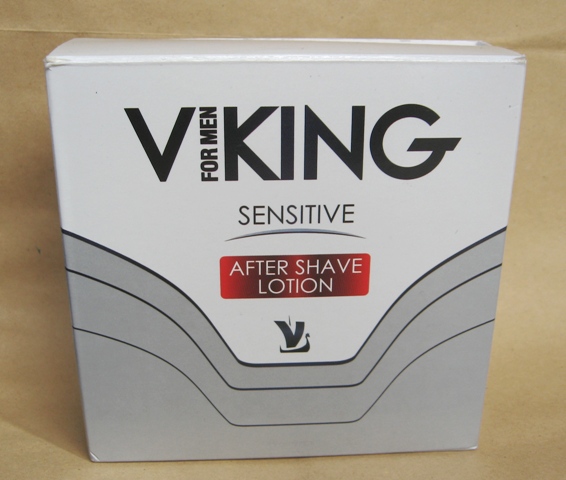 VIKING
FOR MEN
SENSITIVE
AFTER SHAVE
LOTION